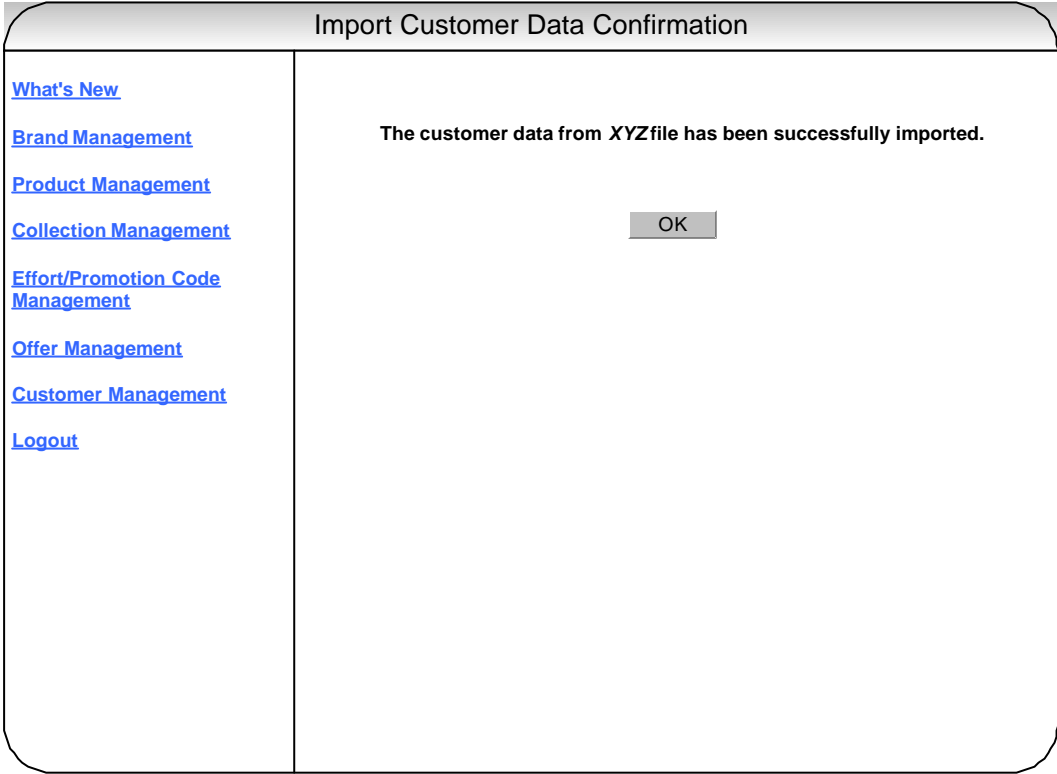 Import Customer Data Confirmation
What's New
Brand Management
Product Management
Collection Management
Effort/Promotion Code
Management
Offer Management
Customer Management
Logout
The customer data from XYZ file has been successfully imported.
OK